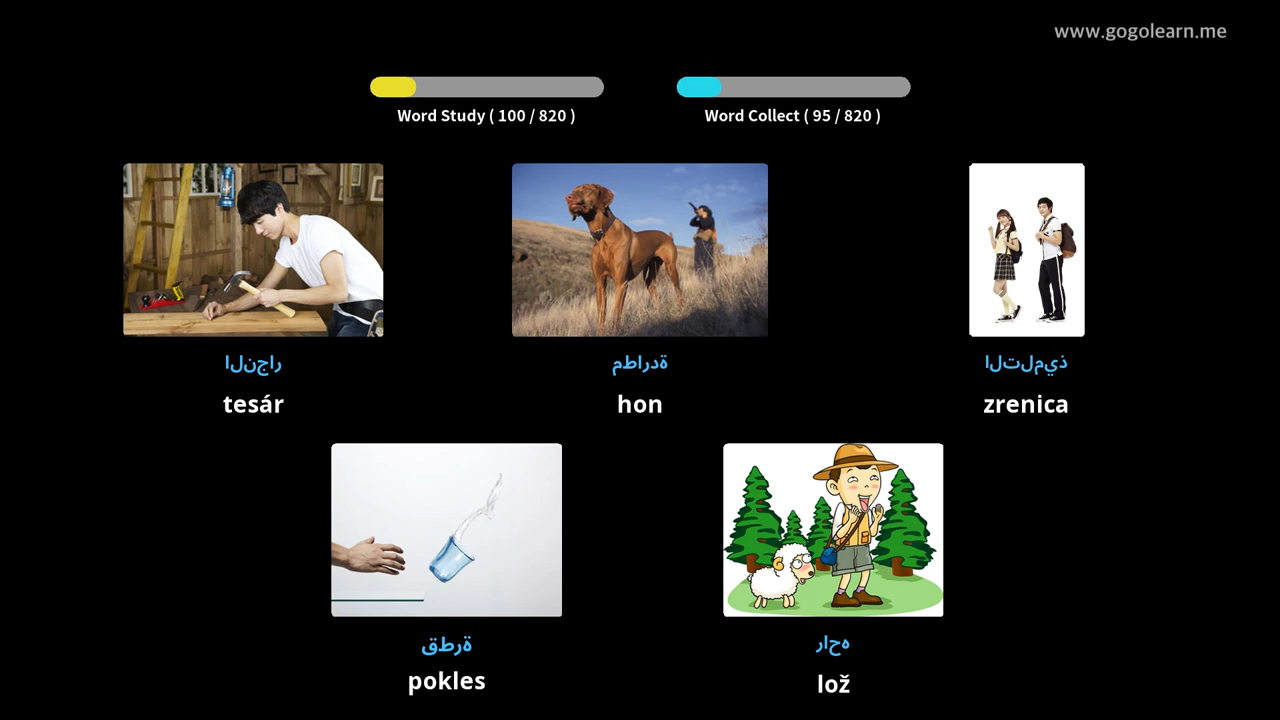 www.gogolearn.me
Word Study ( 100 / 820 )
Word Collect ( 95 / 820 )
النجار
مطاردة
التلميذ
tesár
hon
zrenica
قطرة
راحه
pokles
lož